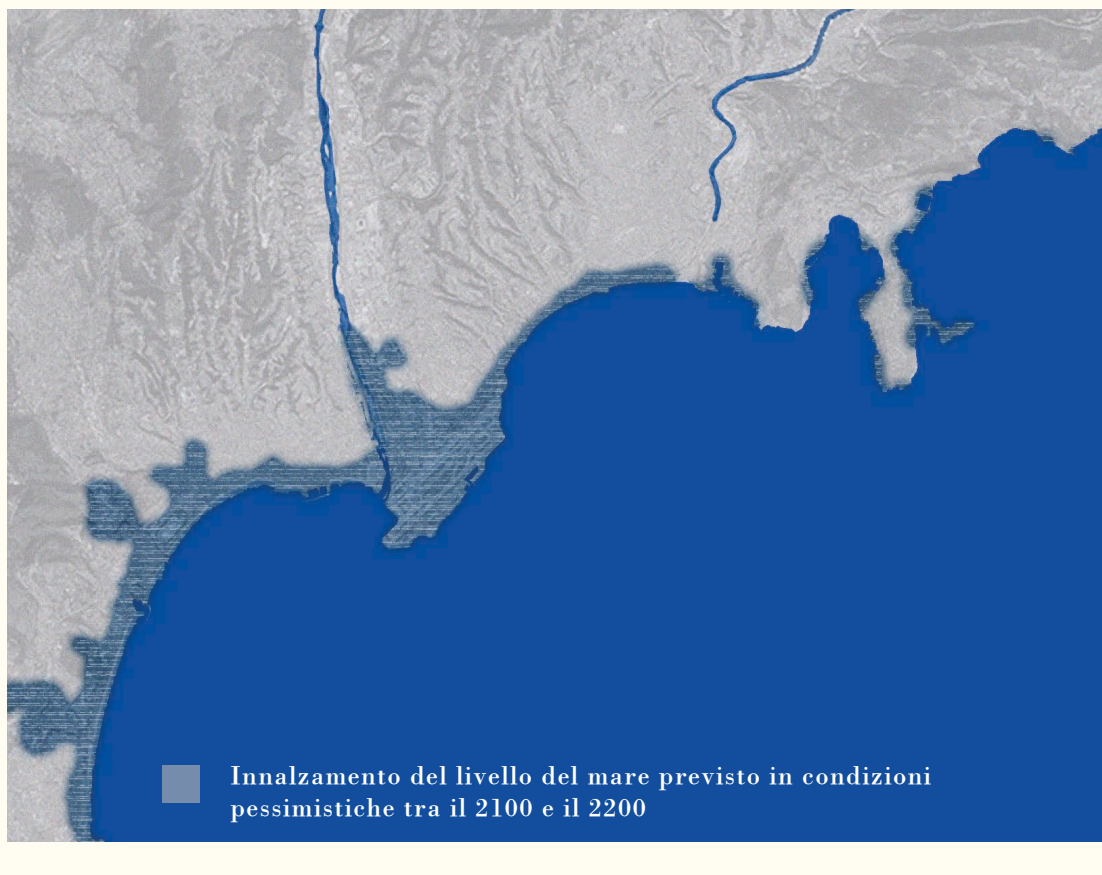 Innalzamento del livello del mare previsto in condizioni
pessimistiche tra il 2100 e il 2200